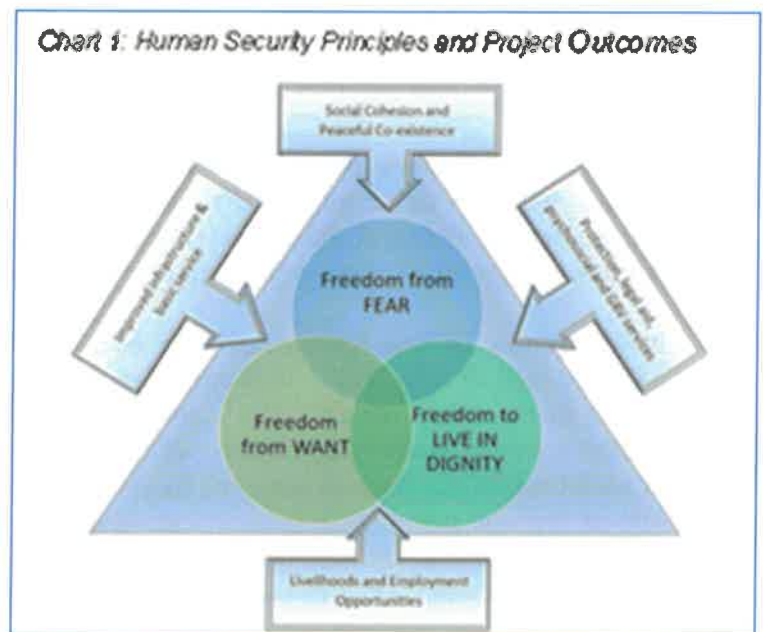 Chart 1: Human Security Principles and Project Outcomes
Social Cohesion and
Peaceful Co-existence
Improved infrastructure &
basic service
Protection, legal aid,
psychosocial and GBV services
Freedom from
FEAR
Freedom
from WANT
Freedom to
LIVE IN
DIGNITY
Livelihoods and Employment
Opportunities